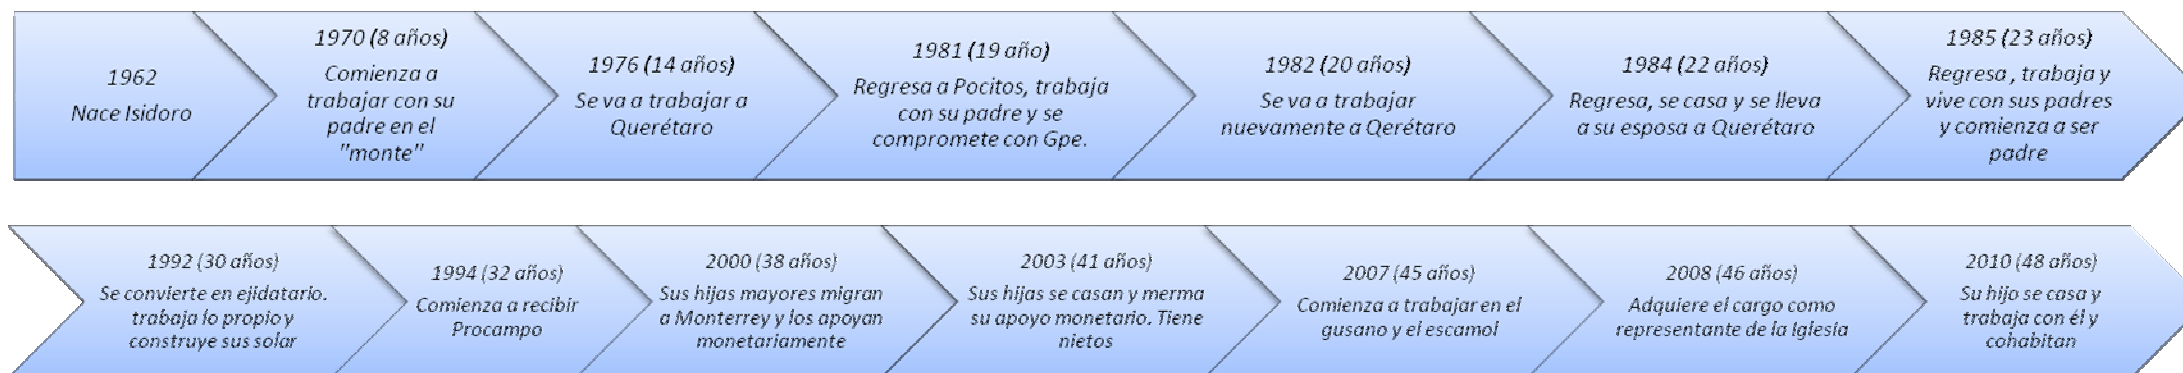 1962
Nace Isidoro
1970 (8 años)
Comienza a
trabajar con su
padre en el
"monte"
1976 (14 años)
Se va a trabajar a
Querétaro
1981 (19 año)
Regresa a Pocitos, trabaja
con su padre y se
compromete con Gpe.
1982 (20 años)
Se va a trabajar
nuevamente a Qerétaro
1984 (22 años)
Regresa, se casa y se lleva
a su esposa a Querétaro
1985 (23 años)
Regresa , trabaja y
vive con sus padres
y comienza a ser
padre
1992 (30 años)
Se convierte en ejidatario.
trabaja lo propio y
construye sus solar
1994 (32 años)
Comienza a recibir
Procampo
2000 (38 años)
Sus hijas mayores migran
a Monterrey y los apoyan
monetariamente
2003 (41 años)
Sus hijas se casan y merma
su apoyo monetario. Tiene
nietos
2007 (45 años)
Comienza a trabajar en el
gusano y el escamol
2008 (46 años)
Adquiere el cargo como
representante de la Iglesia
2010 (48 años)
Su hijo se casa y
trabaja con él y
cohabitan